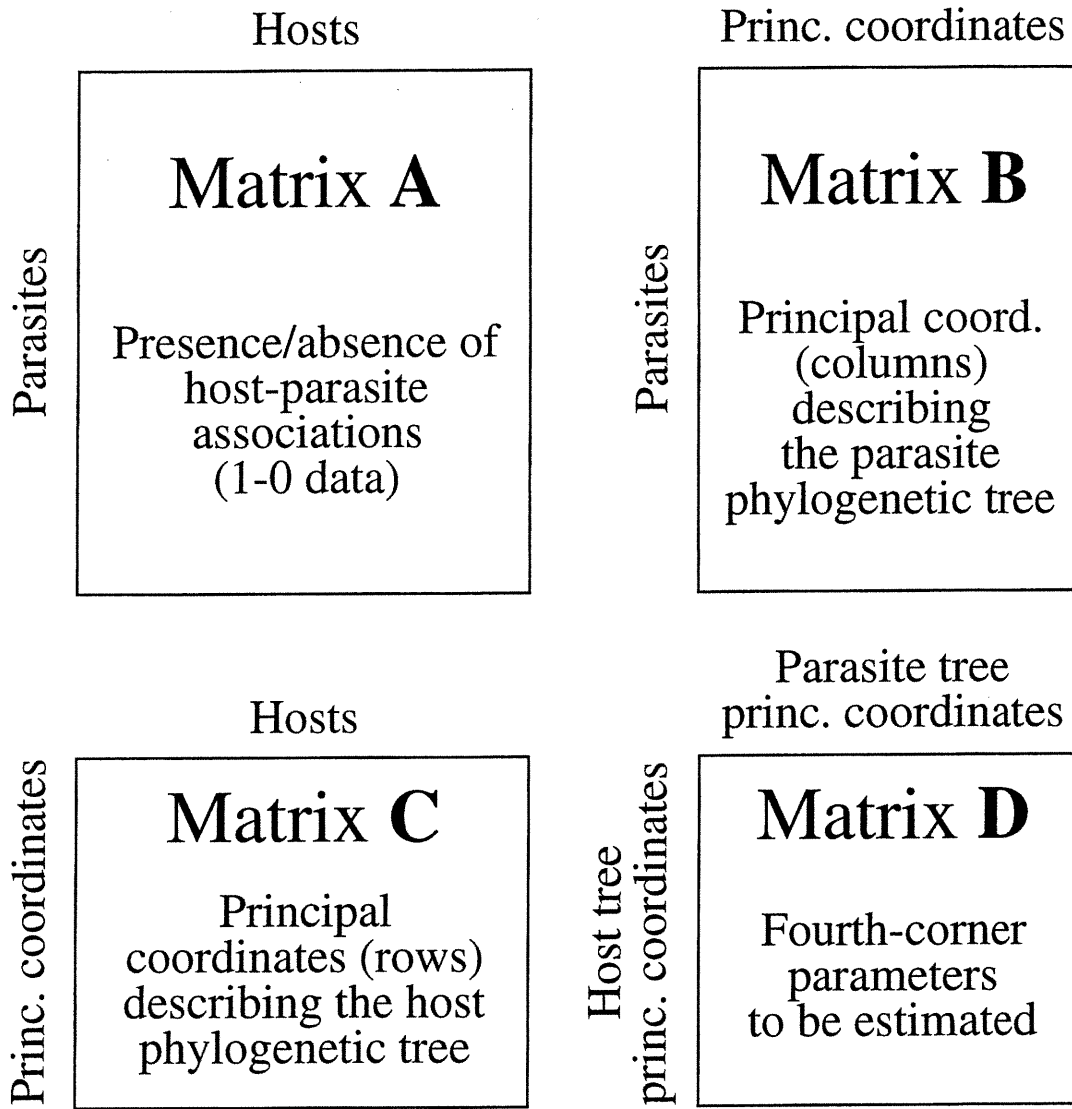 Hosts
Parasites
Matrix A
Presence/absence of
host-parasite
associations
(1-0 data)
Princ. coordinates
Parasites
Matrix B
Principal coord.
(columns)
describing
the parasite
phylogenetic tree
Hosts
Princ. coordinates
Matrix C
Principal
coordinates (rows)
describing the host
phylogenetic tree
Parasite tree
princ. coordinates
Host tree
princ. coordinates
Matrix D
Fourth-corner
parameters
to be estimated